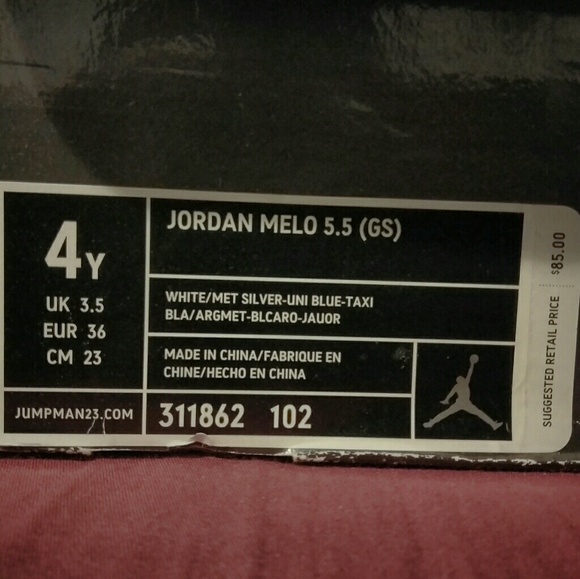 4Y
UK 3.5
EUR 36
CM 23
JUMPMAN23.COM
JORDAN MELO 5.5 (GS)
WHITE/MET SILVER-UNI BLUE-TAXI
BLA/ARGMET-BLCARO-JAUOR
MADE IN CHINA/FABRIQUE EN
CHINE/HECHO EN CHINA
311862 102
SUGGESTED RETAIL PRICE $85.00